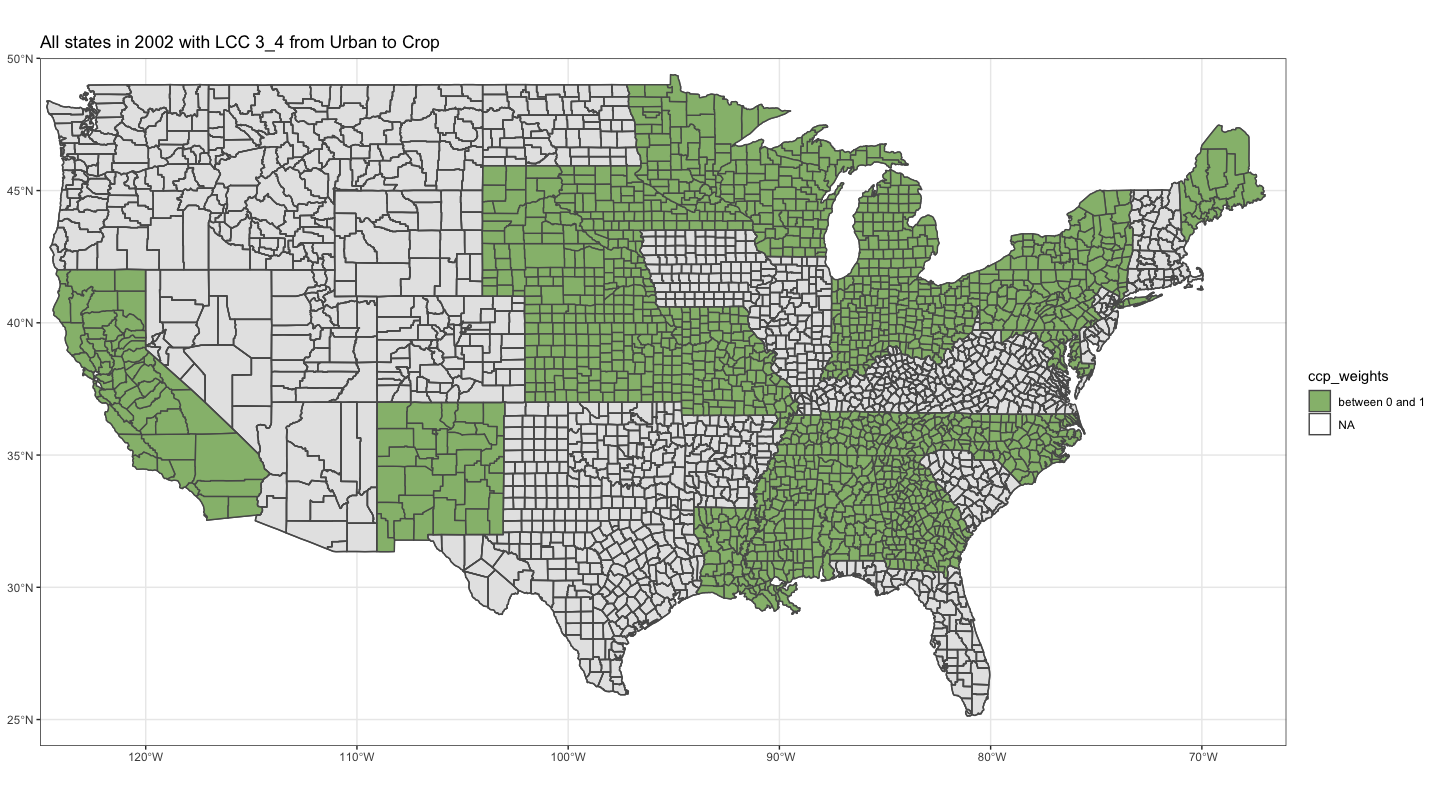 All states in 2002 with LCC 3_4 from Urban to Crop
50°N
45°N
40°N
35°N
30°N
25°N
120°W
110°W
100°W
90°W
80°W
70°W
ccp_weights
between 0 and 1
NA